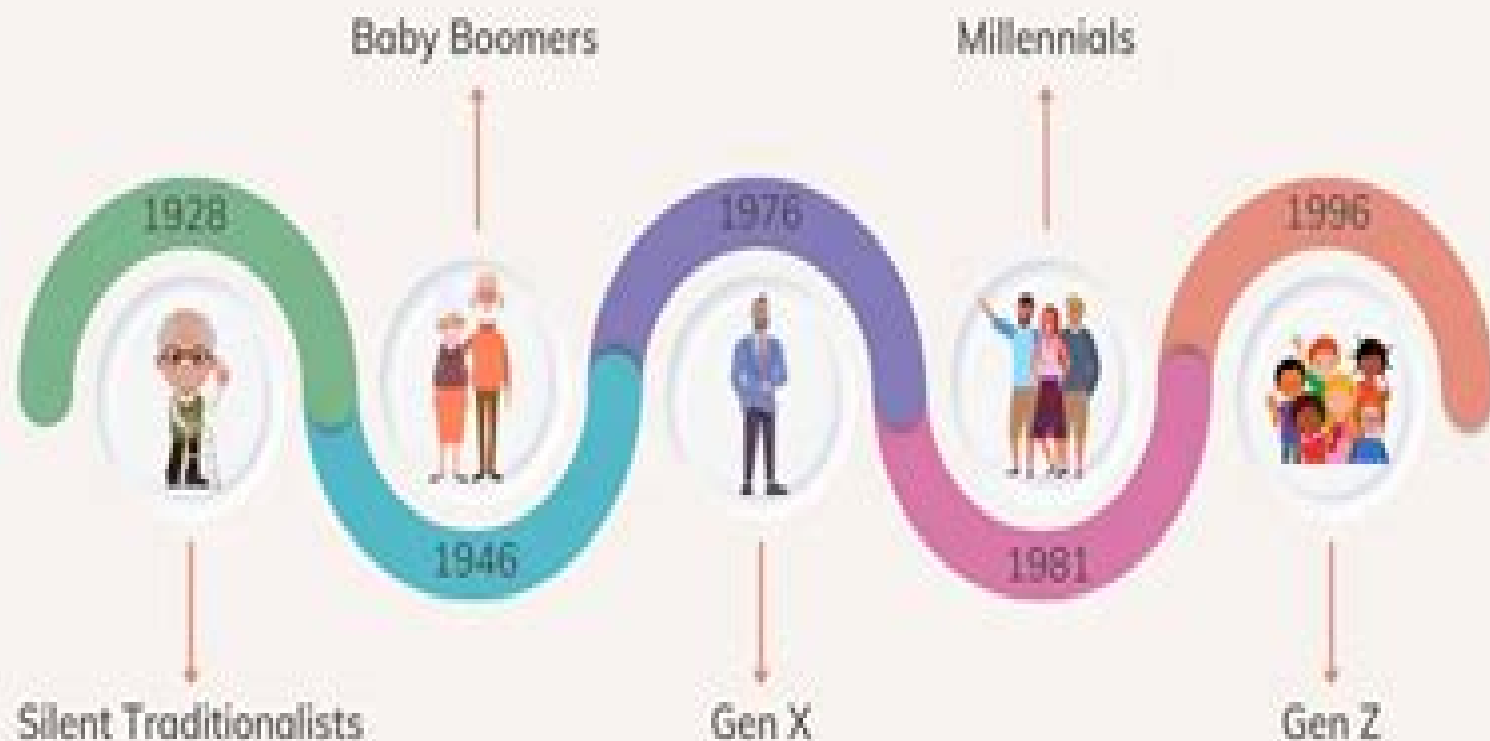 Baby Boomers
Millennials
1928
1976
1996
1946
1981
Silent Traditionalists
Gen X
Gen Z